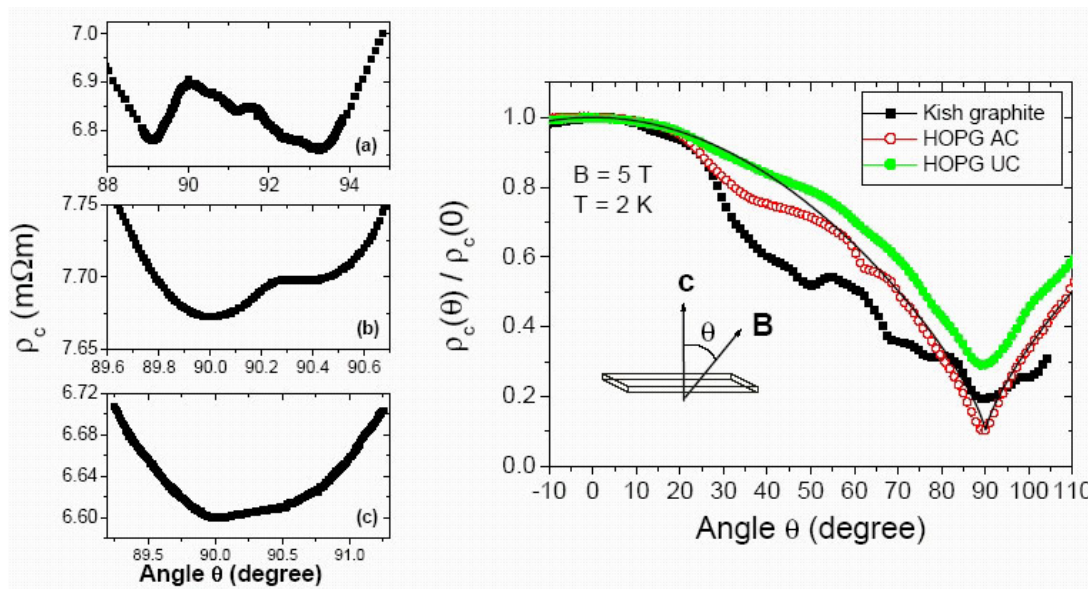 ρc (mΩm)
7.0
6.9
6.8
(a)
88 90 92 94
7.75
7.70
7.65
(b)
89.6 89.8 90.0 90.2 90.4 90.6
6.72
6.68
6.64
6.60
(c)
89.5 90.0 90.5 91.0
Angle θ (degree)
ρc(θ) / ρc(0)
1.0
0.8
0.6
0.4
0.2
0.0
Kish graphite
HOPG AC
HOPG UC
B = 5 T
T = 2 K
c
θ
B
-10 0 10 20 30 40 50 60 70 80 90 100 110
Angle θ (degree)